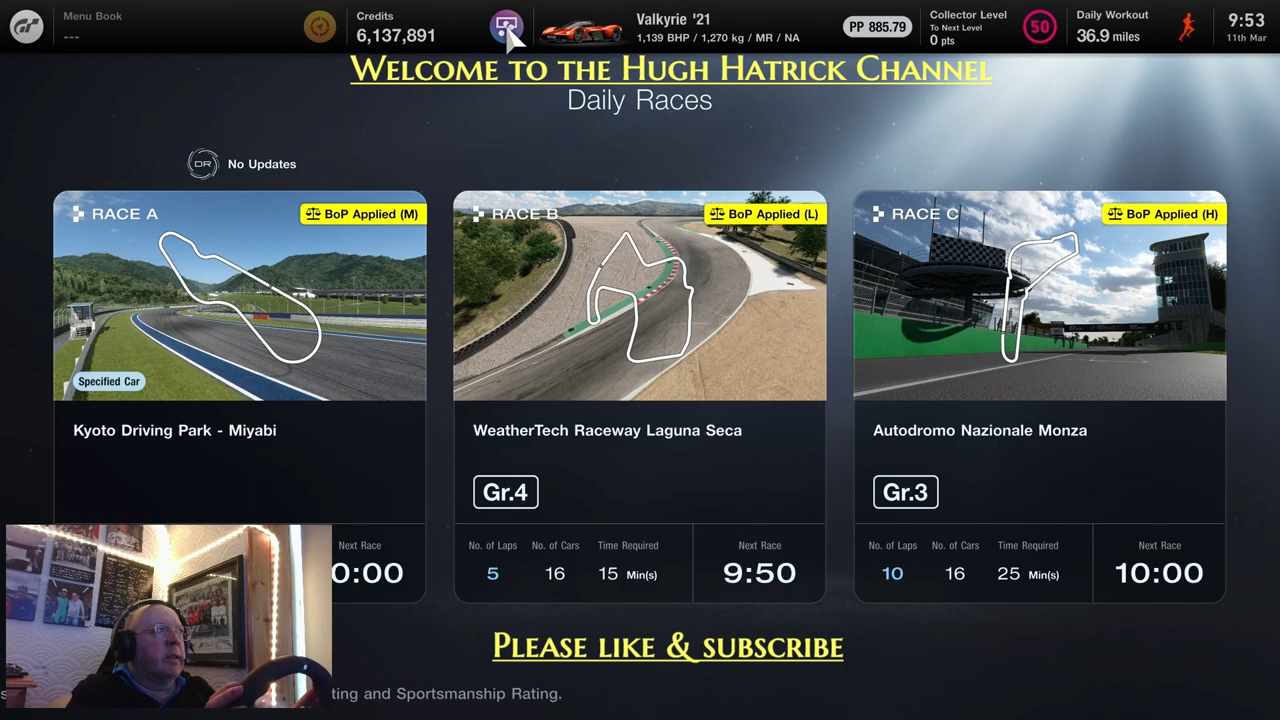 Menu Book
---
Credits
6,137,891
Valkyrie '21
1,139 BHP / 1,270 kg / MR / NA
PP 885.79
Collector Level
To Next Level
0 pts
50
Daily Workout
36.9 miles
9:53
11th Mar
Welcome to the Hugh Hatrick Channel
Daily Races
DR No Updates
RACE A
BoP Applied (M)
Specified Car
Kyoto Driving Park - Miyabi
Next Race
0:00
RACE B
BoP Applied (L)
WeatherTech Raceway Laguna Seca
Gr.4
No. of Laps
5
No. of Cars
16
Time Required
15 Min(s)
Next Race
9:50
RACE C
BoP Applied (H)
Autodromo Nazionale Monza
Gr.3
No. of Laps
10
No. of Cars
16
Time Required
25 Min(s)
Next Race
10:00
Please like & subscribe
ting and Sportsmanship Rating.